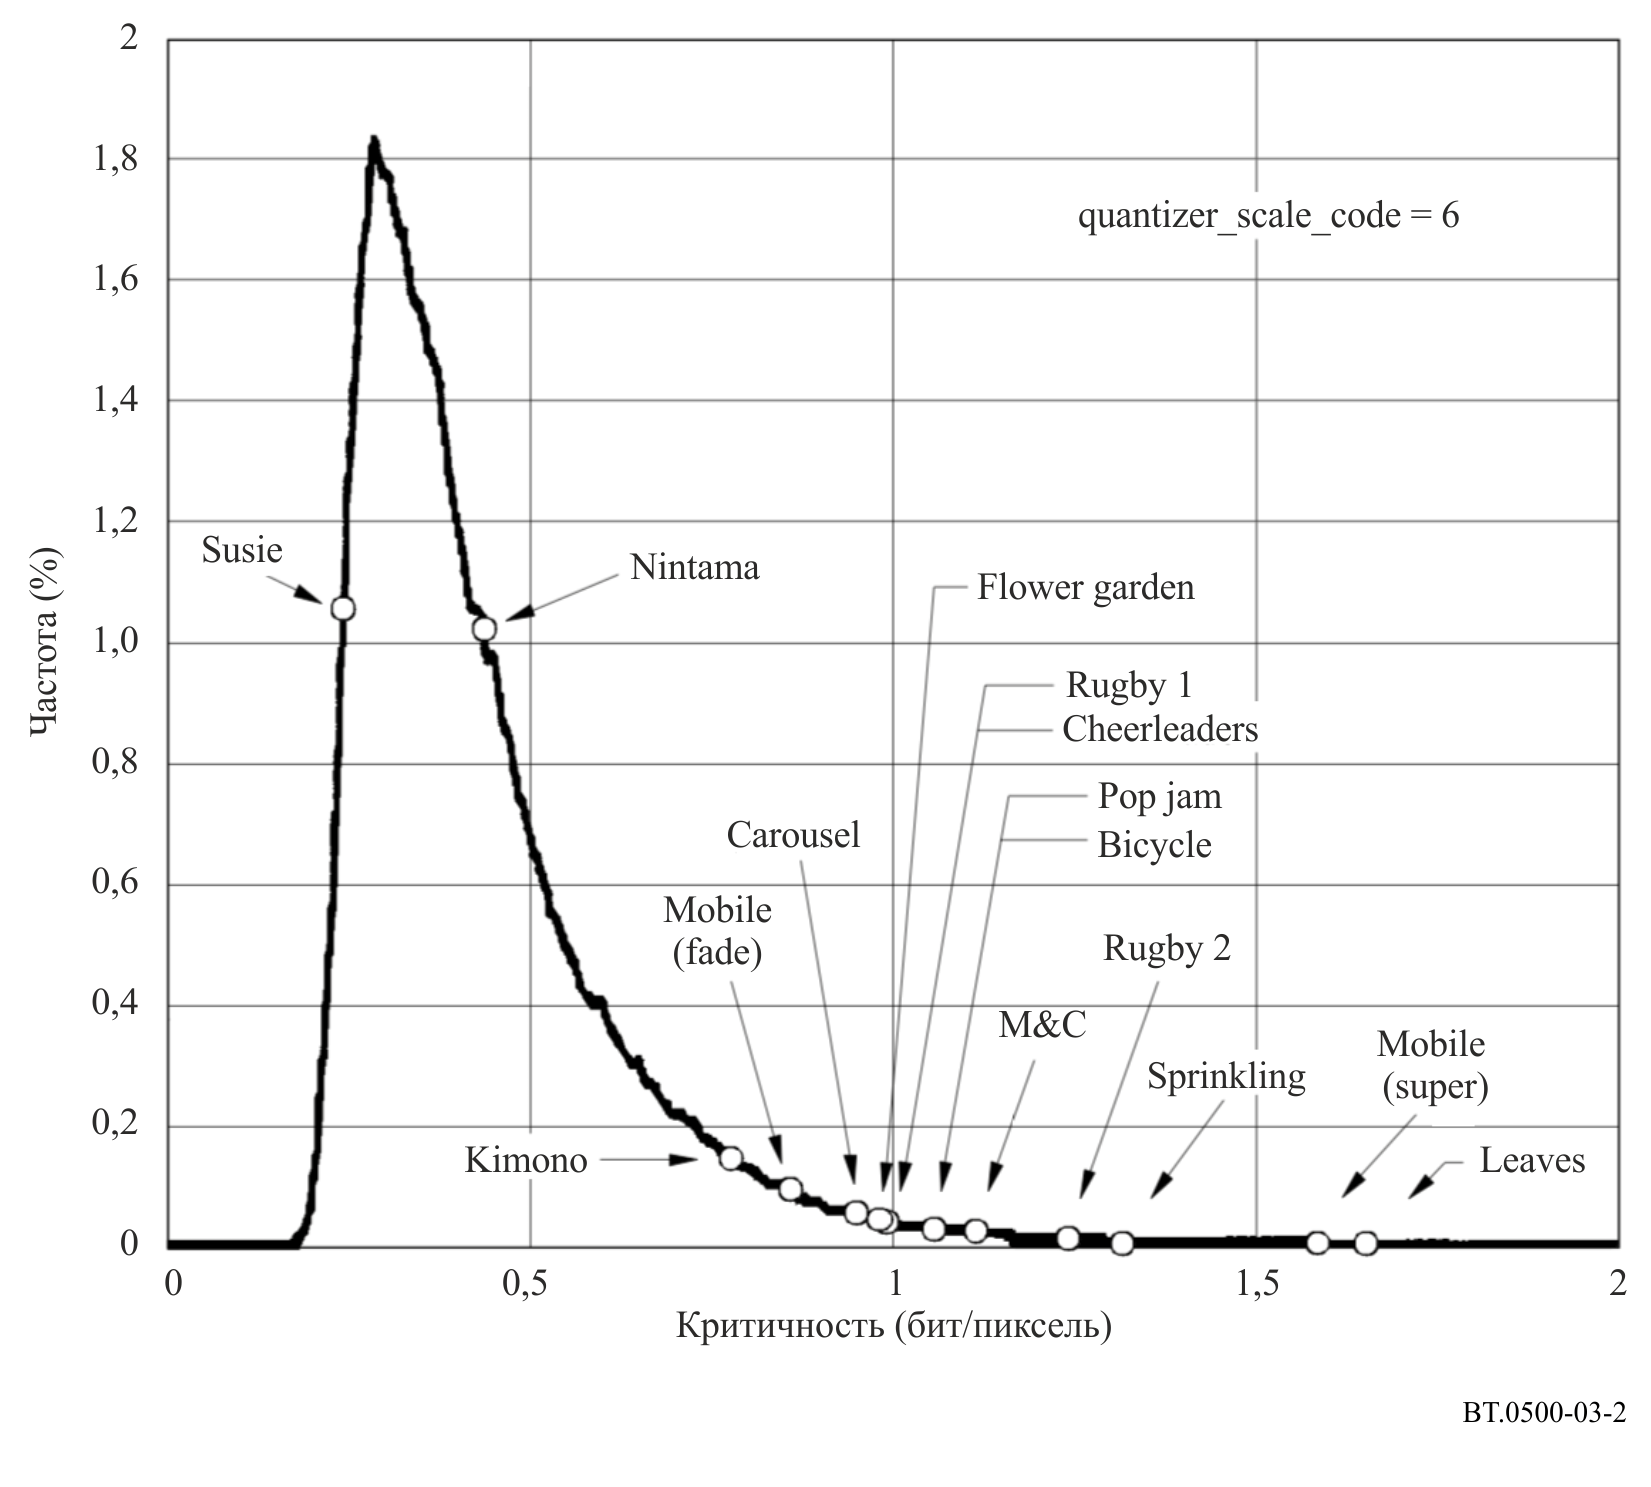 2
1,8
quantizer_scale_code = 6
1,6
1,4
1,2
Susie
Nintama
Flower garden
Частота (%)
1,0
Rugby 1
Cheerleaders
0,8
Pop jam
Carousel
Bicycle
0,6
Mobile
(fade)
Rugby 2
0,4
M&C
Mobile
(super)
Sprinkling
0,2
Kimono
Leaves
0
0
0,5
1
1,5
2
Критичность (бит/пиксель)
BT.0500-03-2